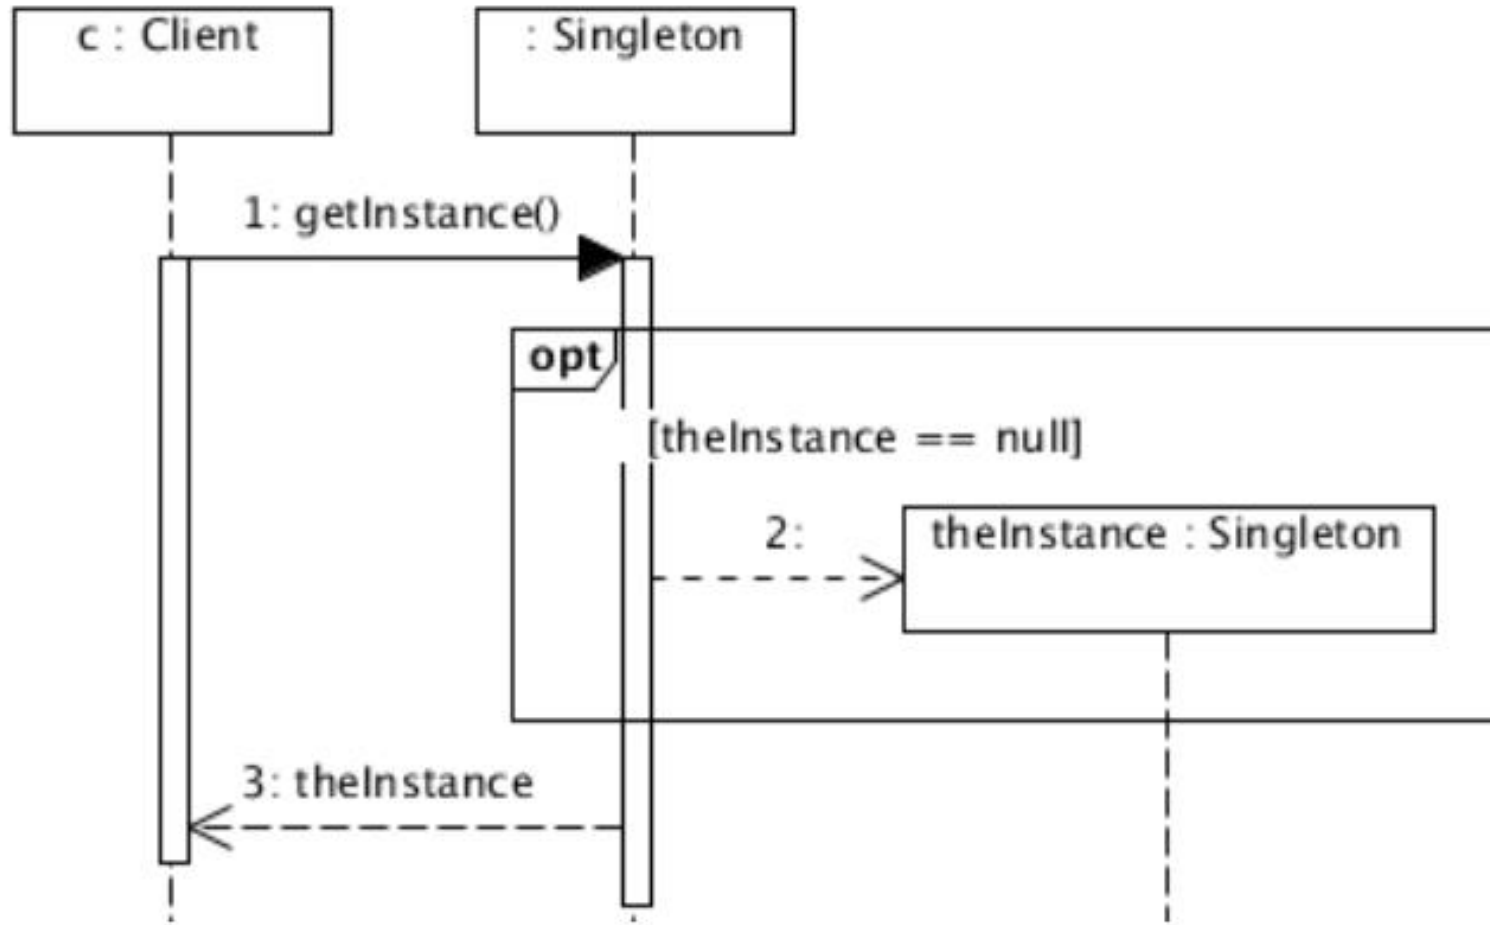 c : Client
: Singleton
1: getInstance()
opt
[theInstance == null]
2:
theInstance : Singleton
3: theInstance